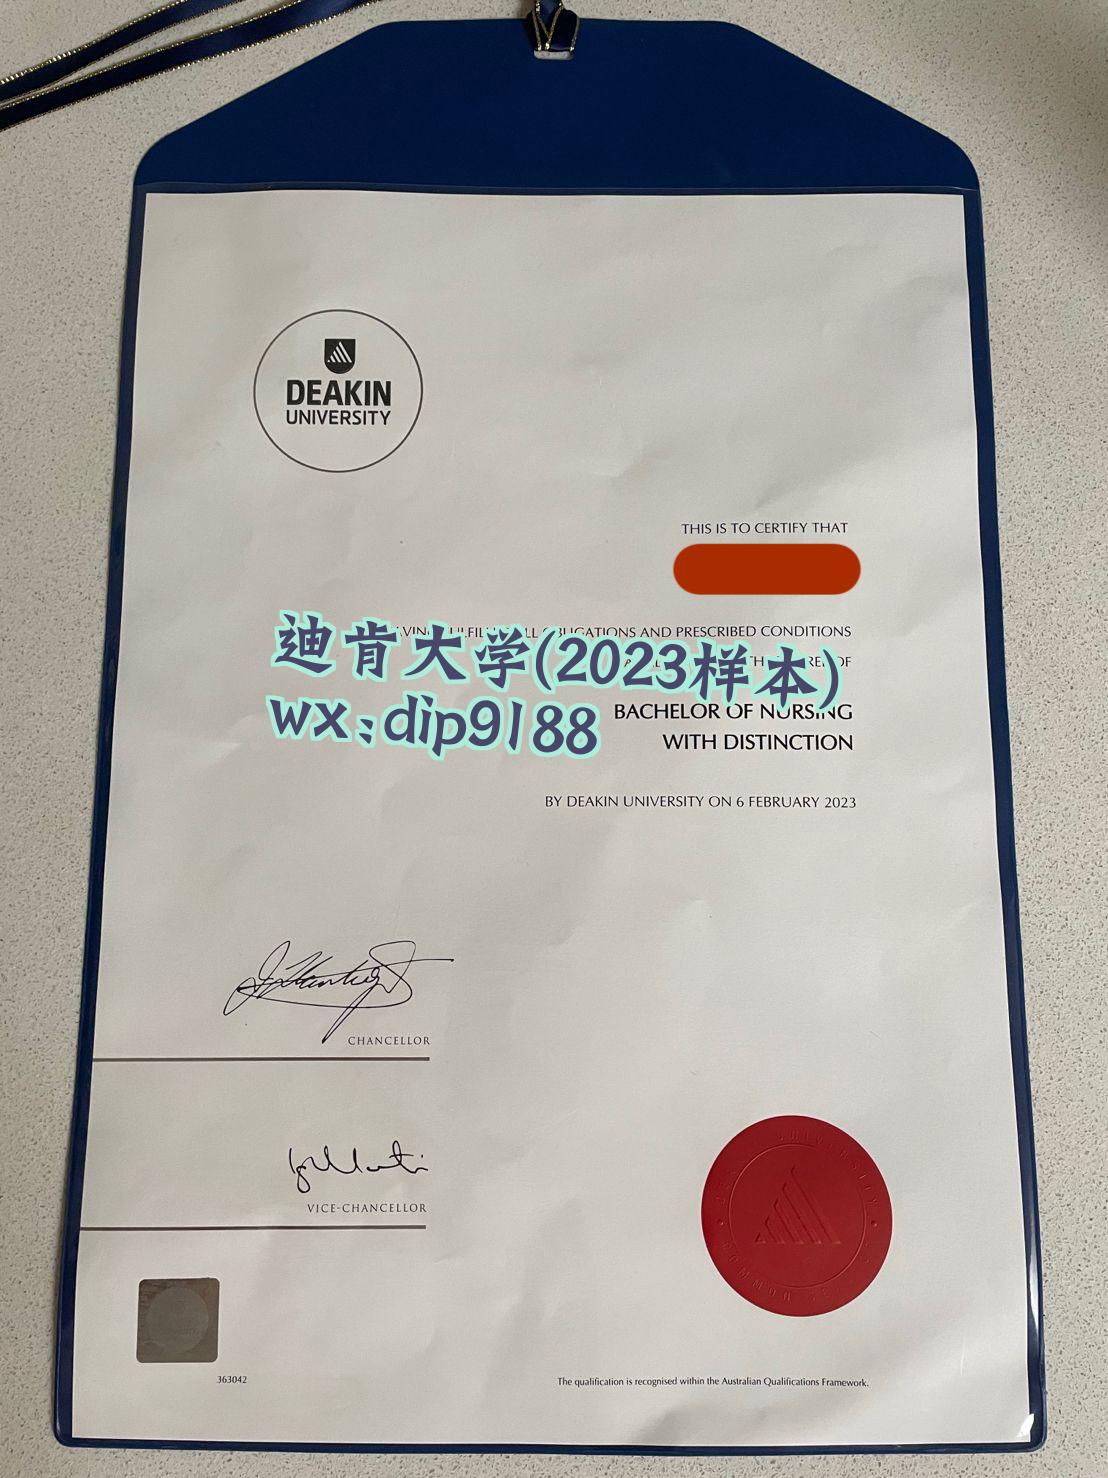 DEAKIN
UNIVERSITY
THIS IS TO CERTIFY THAT
OBLIGATIONS AND PRESCRIBED CONDITIONS
迪肯大学(2023样本)
wx:dip9188
BACHELOR OF NURSING
WITH DISTINCTION
BY DEAKIN UNIVERSITY ON 6 FEBRUARY 2023
CHANCELLOR
VICE-CHANCELLOR
363042
The qualification is recognised within the Australian Qualifications Framework.